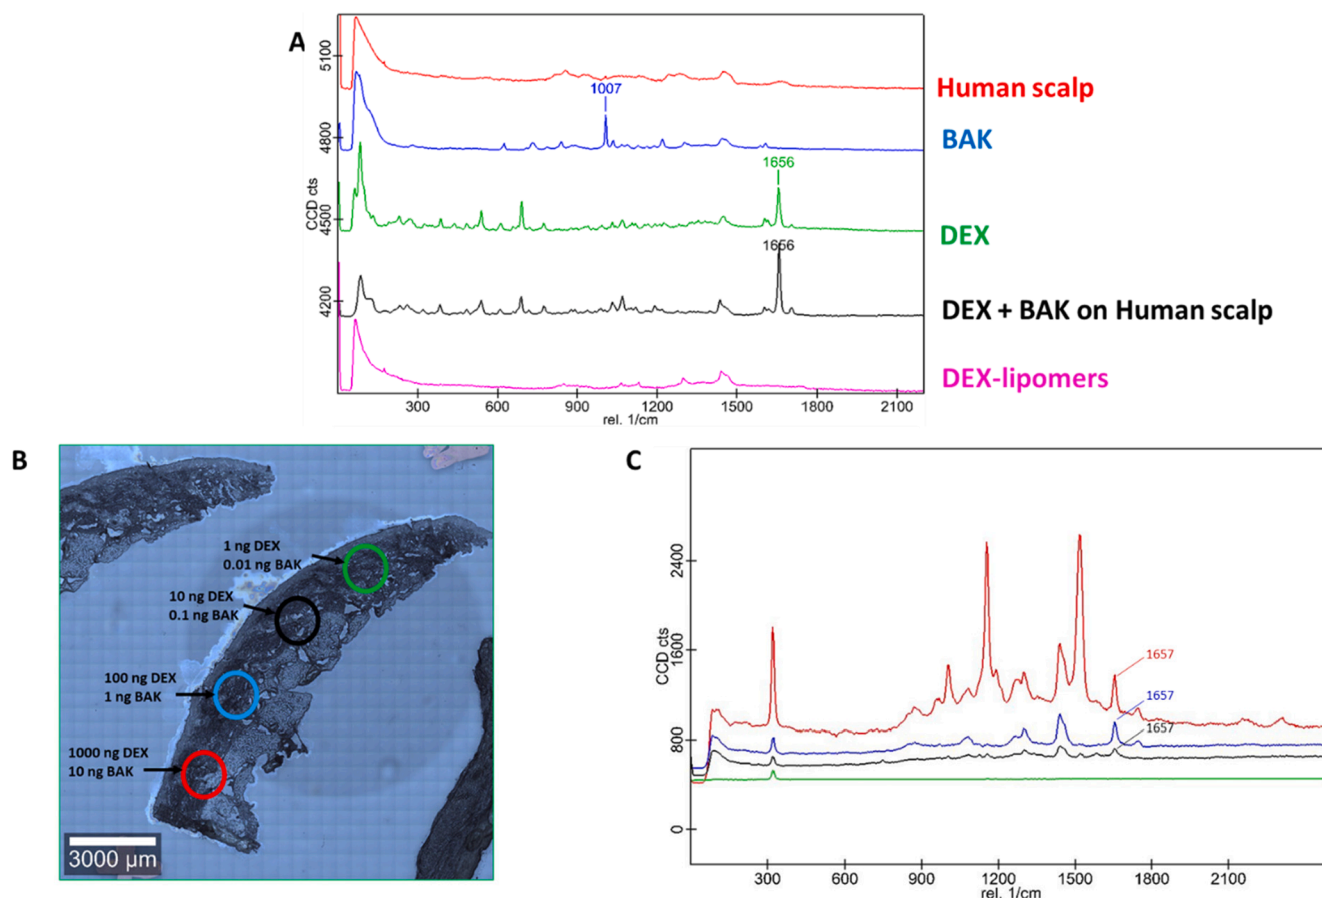 A
5100
4800
4500
4200
CCD cts
1007
1656
1656
300
600
900
1200
1500
1800
2100
rel. 1/cm
Human scalp
BAK
DEX
DEX + BAK on Human scalp
DEX-lipomers
B
1 ng DEX
0.01 ng BAK
10 ng DEX
0.1 ng BAK
100 ng DEX
1 ng BAK
1000 ng DEX
10 ng BAK
3000 µm
C
2400
1600
800
0
CCD cts
1657
1657
1657
300
600
900
1200
1500
1800
2100
rel. 1/cm